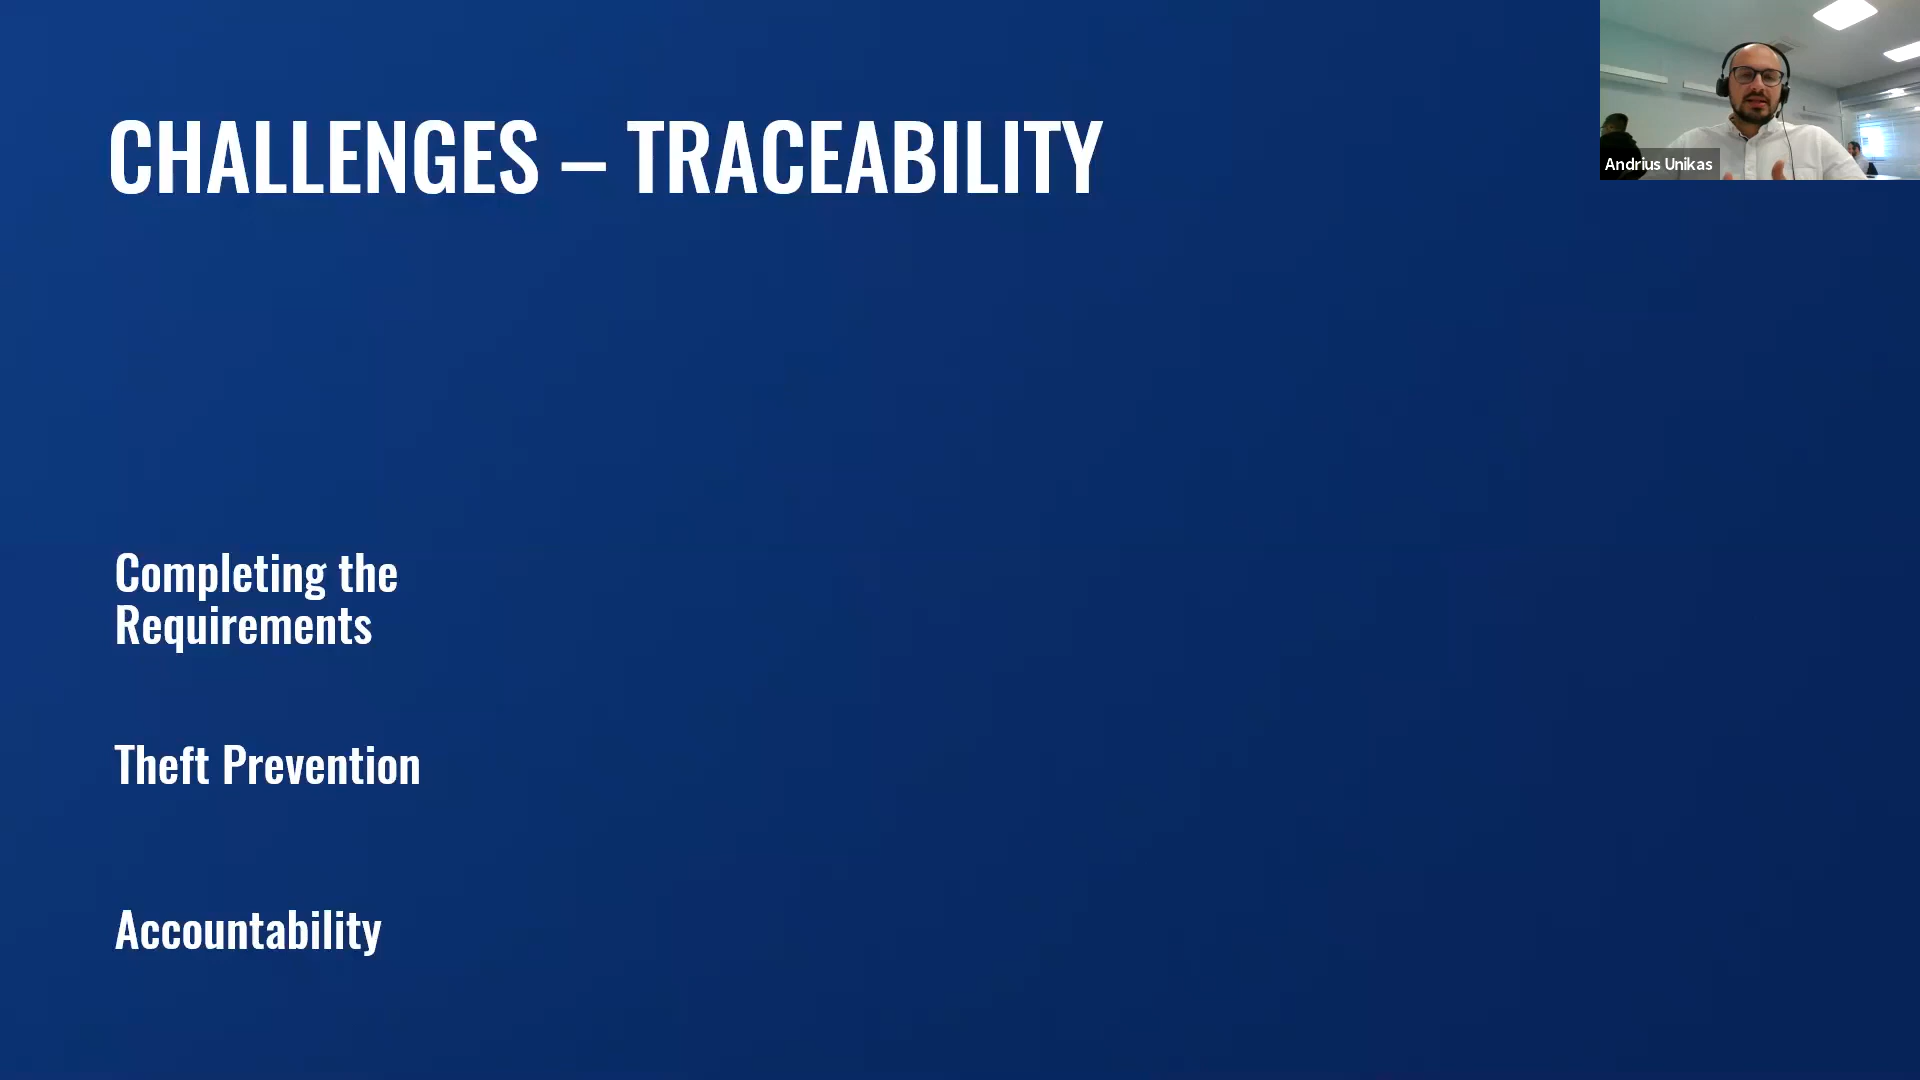 CHALLENGES – TRACEABILITY
Andrius Unikas
Completing the
Requirements
Theft Prevention
Accountability